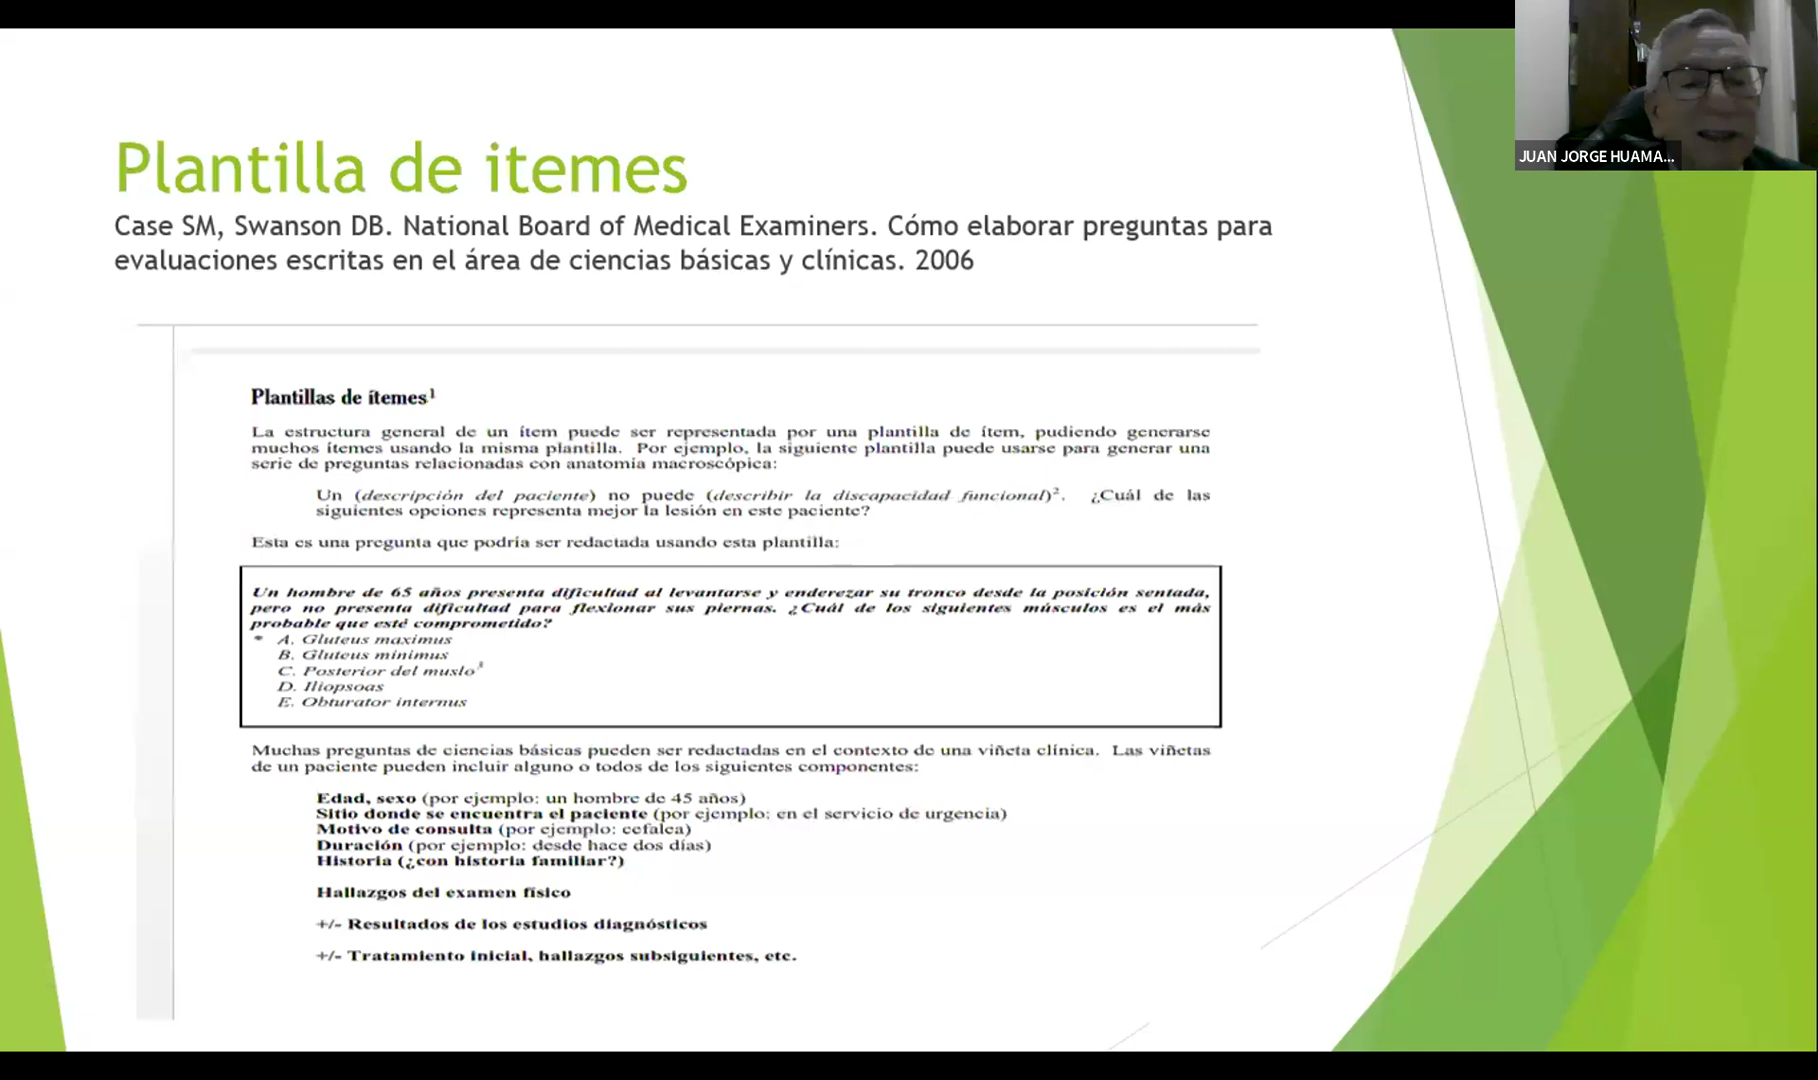 JUAN JORGE HUAMA...
Plantilla de itemes
Case SM, Swanson DB. National Board of Medical Examiners. Cómo elaborar preguntas para
evaluaciones escritas en el área de ciencias básicas y clínicas. 2006
Plantillas de ítemes¹
La estructura general de un ítem puede ser representada por una plantilla de ítem, pudiendo generarse
muchos ítemes usando la misma plantilla. Por ejemplo, la siguiente plantilla puede usarse para generar una
serie de preguntas relacionadas con anatomía macroscópica:
Un (descripción del paciente) no puede (describir la discapacidad funcional)². ¿Cuál de las
siguientes opciones representa mejor la lesión en este paciente?
Esta es una pregunta que podría ser redactada usando esta plantilla:
Un hombre de 65 años presenta dificultad al levantarse y enderezar su tronco desde la posición sentada,
pero no presenta dificultad para flexionar sus piernas. ¿Cuál de los siguientes músculos es el más
probable que esté comprometido?
* A. Gluteus maximus
B. Gluteus minimus
C. Posterior del muslo³
D. Iliopsoas
E. Obturator internus
Muchas preguntas de ciencias básicas pueden ser redactadas en el contexto de una viñeta clínica. Las viñetas
de un paciente pueden incluir alguno o todos de los siguientes componentes:
Edad, sexo (por ejemplo: un hombre de 45 años)
Sitio donde se encuentra el paciente (por ejemplo: en el servicio de urgencia)
Motivo de consulta (por ejemplo: cefalea)
Duración (por ejemplo: desde hace dos días)
Historia (¿con historia familiar?)
Hallazgos del examen físico
+/- Resultados de los estudios diagnósticos
+/- Tratamiento inicial, hallazgos subsiguientes, etc.